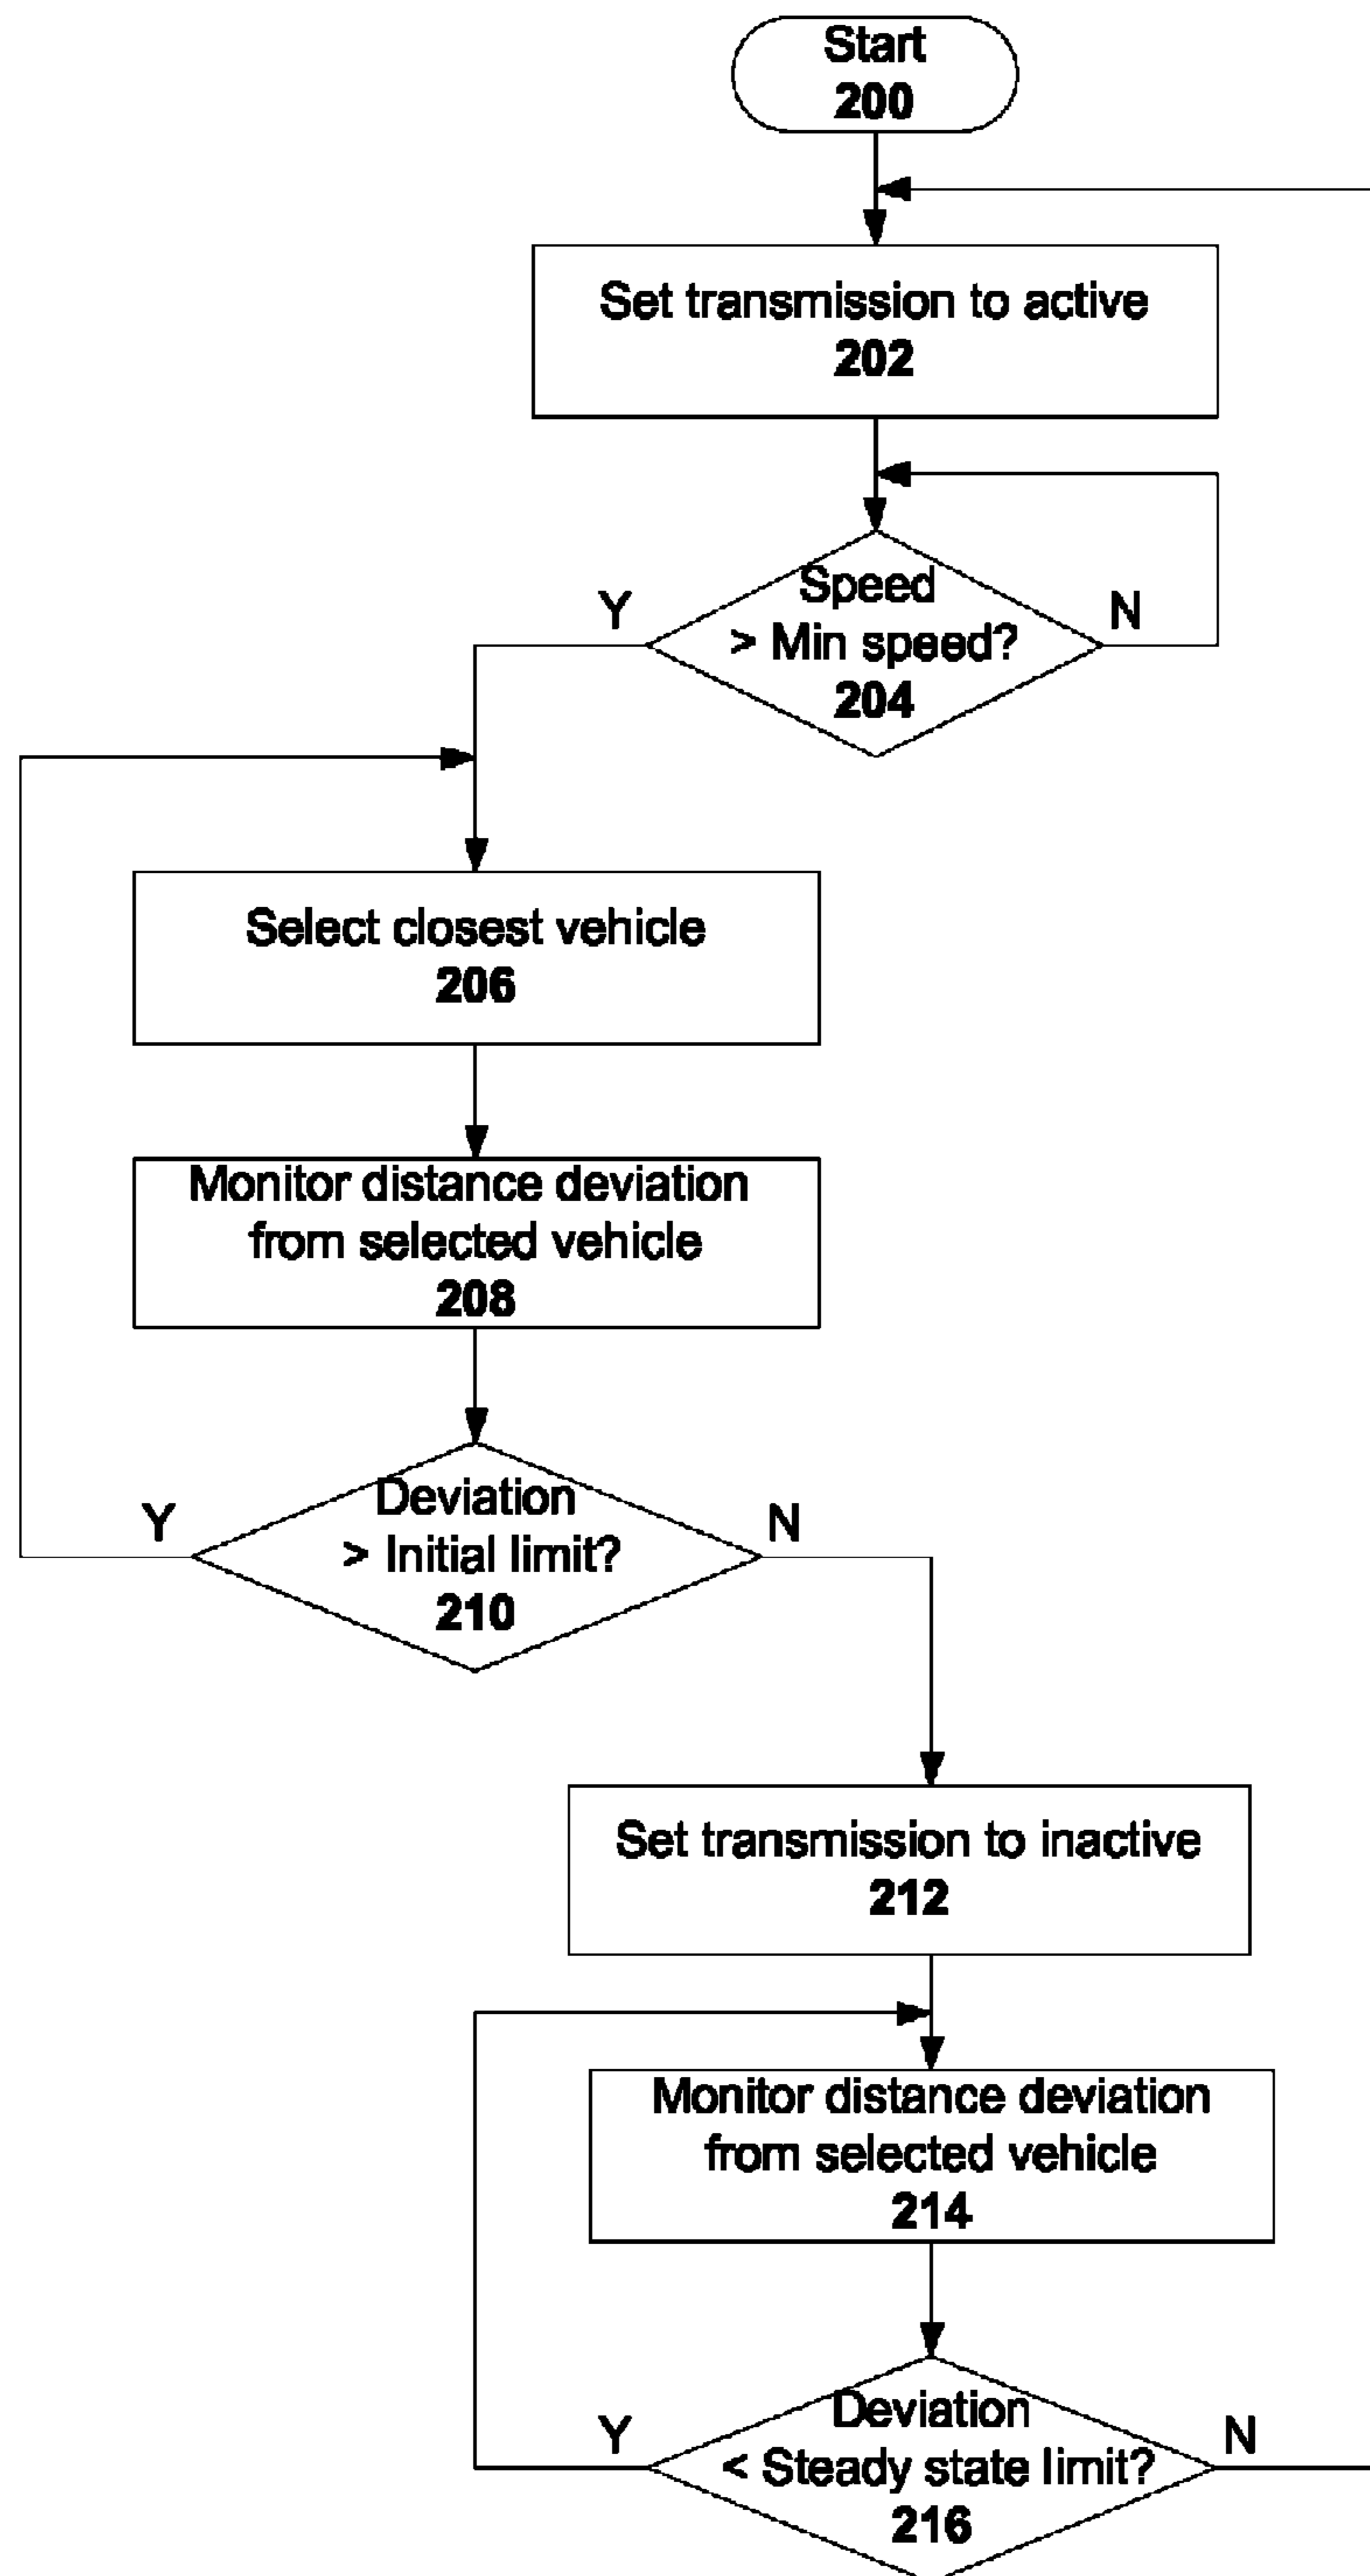 Start
200
Set transmission to active
202
Speed
> Min speed?
204
Y
N
Select closest vehicle
206
Monitor distance deviation
from selected vehicle
208
Deviation
> Initial limit?
210
Y
N
Set transmission to inactive
212
Monitor distance deviation
from selected vehicle
214
Deviation
< Steady state limit?
216
Y
N